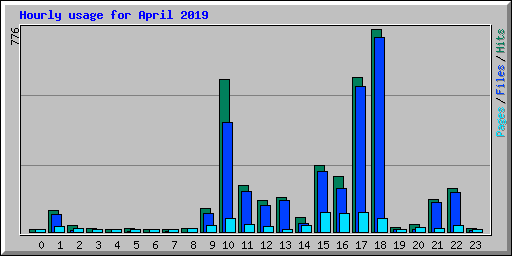 Hourly usage for April 2019
776
Pages/Files/Hits
0 1 2 3 4 5 6 7 8 9 10 11 12 13 14 15 16 17 18 19 20 21 22 23